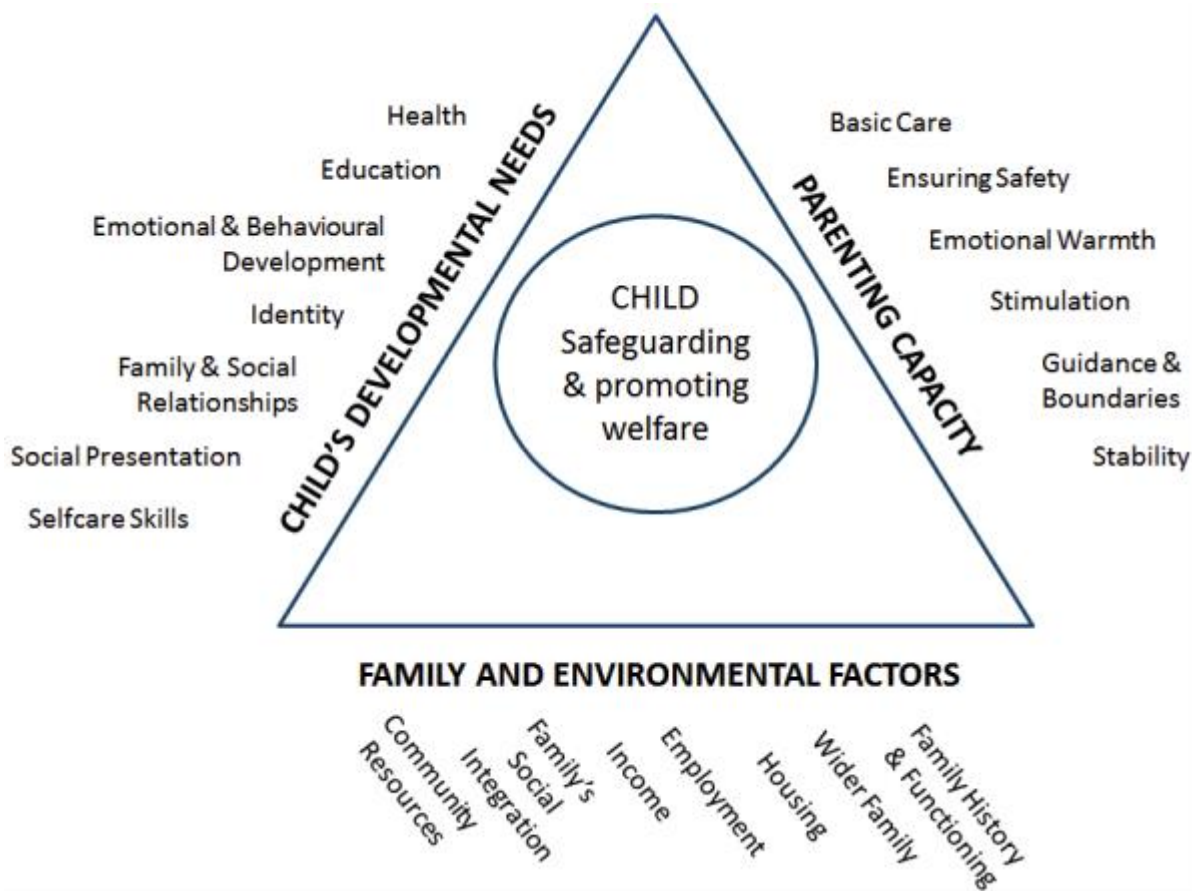 Health
Education
Emotional & Behavioural
Development
Identity
Family & Social
Relationships
Social Presentation
Selfcare Skills
CHILD'S DEVELOPMENTAL NEEDS
CHILD
Safeguarding
& promoting
welfare
PARENTING CAPACITY
Basic Care
Ensuring Safety
Emotional Warmth
Stimulation
Guidance &
Boundaries
Stability
FAMILY AND ENVIRONMENTAL FACTORS
Community
Resources
Family's
Social
Integration
Income
Employment
Housing
Wider Family
Family History
& Functioning